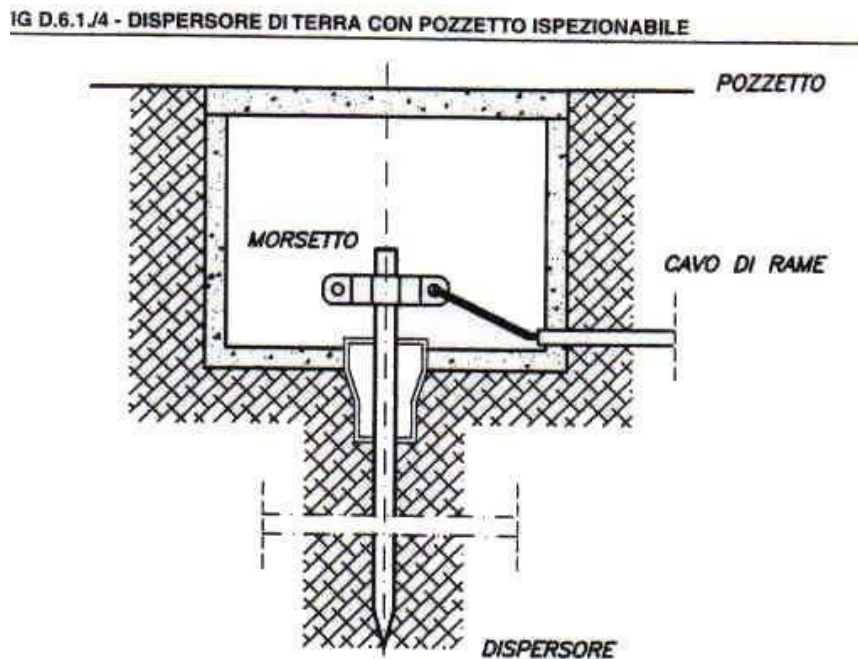 IG D.6.1./4 - DISPERSORE DI TERRA CON POZZETTO ISPEZIONABILE
POZZETTO
MORSETTO
CAVO DI RAME
DISPERSORE